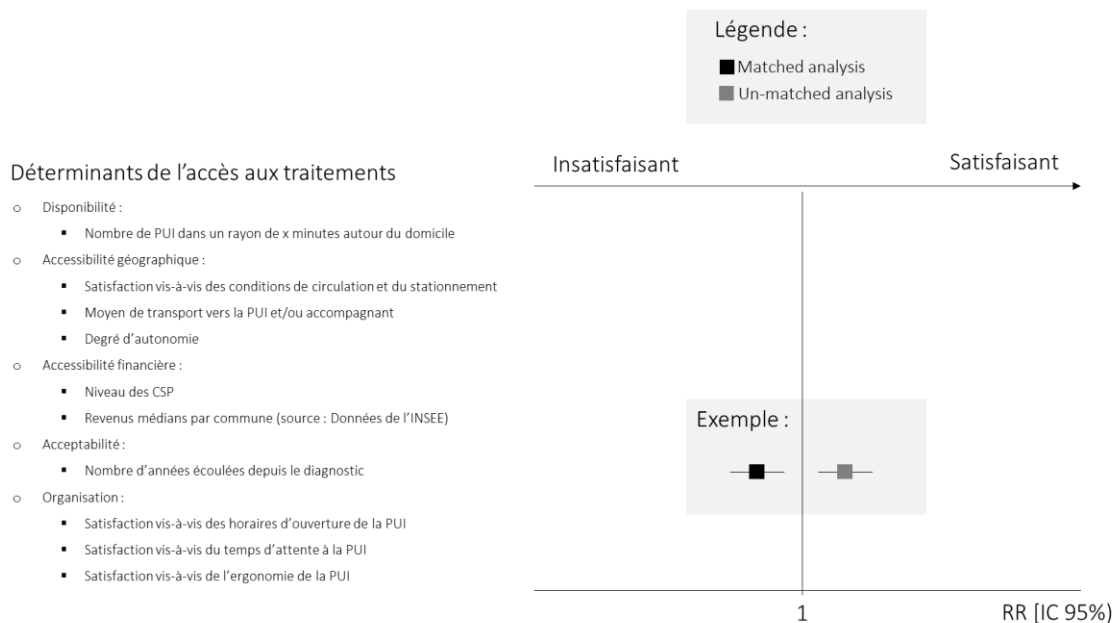 Légende :
Matched analysis
Un-matched analysis
Déterminants de l'accès aux traitements
Insatisfaisant
Satisfaisant
o Disponibilité :
▪ Nombre de PUI dans un rayon de x minutes autour du domicile
o Accessibilité géographique :
▪ Satisfaction vis-à-vis des conditions de circulation et du stationnement
▪ Moyen de transport vers la PUI et/ou accompagnant
▪ Degré d'autonomie
o Accessibilité financière :
▪ Niveau des CSP
▪ Revenus médians par commune (source : Données de l'INSEE)
o Acceptabilité :
▪ Nombre d'années écoulées depuis le diagnostic
o Organisation :
▪ Satisfaction vis-à-vis des horaires d'ouverture de la PUI
▪ Satisfaction vis-à-vis du temps d'attente à la PUI
▪ Satisfaction vis-à-vis de l'ergonomie de la PUI
Exemple :
1
RR [IC 95%)